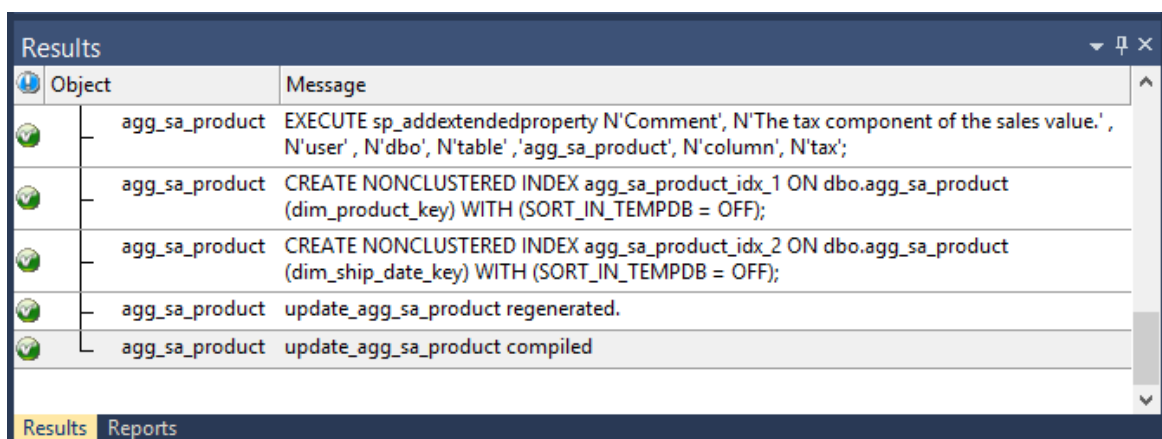 Results
Object Message
agg_sa_product EXECUTE sp_addextendedproperty N'Comment', N'The tax component of the sales value.' ,
N'user' , N'dbo', N'table' ,'agg_sa_product', N'column', N'tax';
agg_sa_product CREATE NONCLUSTERED INDEX agg_sa_product_idx_1 ON dbo.agg_sa_product
(dim_product_key) WITH (SORT_IN_TEMPDB = OFF);
agg_sa_product CREATE NONCLUSTERED INDEX agg_sa_product_idx_2 ON dbo.agg_sa_product
(dim_ship_date_key) WITH (SORT_IN_TEMPDB = OFF);
agg_sa_product update_agg_sa_product regenerated.
agg_sa_product update_agg_sa_product compiled
Results Reports